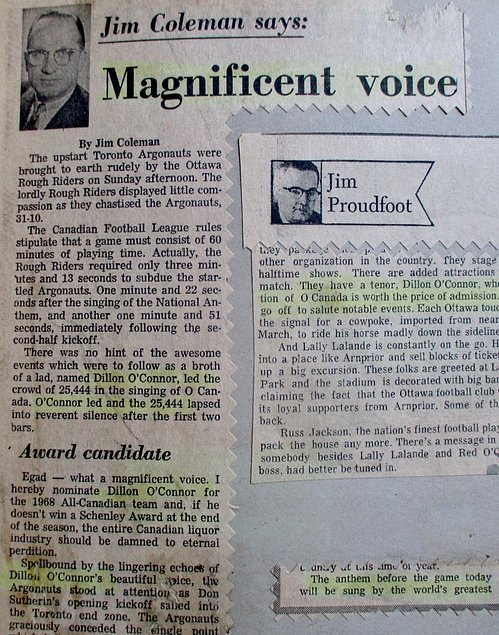 Jim Coleman says:
Magnificent voice
By Jim Coleman
The upstart Toronto Argonauts were
brought to earth rudely by the Ottawa
Rough Riders on Sunday afternoon. The
lordly Rough Riders displayed little com-
passion as they chastised the Argonauts,
31-10.
The Canadian Football League rules
stipulate that a game must consist of 60
minutes of playing time. Actually, the
Rough Riders required only three min-
utes and 13 seconds to subdue the star-
tled Argonauts. One minute and 22 sec-
onds after the singing of the National An-
them, and another one minute and 51
seconds, immediately following the se-
cond-half kickoff.
There was no hint of the awesome
events which were to follow as a broth
of a lad, named Dillon O'Connor, led the
crowd of 25,444 in the singing of O Can-
ada. O'Connor led and the 25,444 lapsed
into reverent silence after the first two
bars.
Award candidate
Egad — what a magnificent voice. I
hereby nominate Dillon O'Connor for
the 1968 All-Canadian team and, if he
doesn't win a Schenley Award at the end
of the season, the entire Canadian liquor
industry should be damned to eternal
perdition.
Spellbound by the lingering echoes of
Dillon O'Connor's beautiful voice, the
Argonauts stood at attention as Don
Sutherin's opening kickoff sailed into
the Toronto end zone. The Argonauts
graciously conceded the single point
Jim
Proudfoot
other organization in the country. They stage
halftime shows. There are added attractions
match. They have a tenor, Dillon O'Connor,
tion of O Canada is worth the price of admission
go off to salute notable events. Each Ottawa
the signal for a cowpoke, imported from near
March, to ride his horse madly down the sideline
And Lally Lalande is constantly on the go. H
into a place like Arnprior and sell blocks of ticket
up a big excursion. These folks are greeted at L
Park and the stadium is decorated with big ban
claiming the fact that the Ottawa football club
its loyal supporters from Arnprior. Some of th
back.
Russ Jackson, the nation's finest football play
pack the house any more. There's a message in
somebody besides Lally Lalande and Red O'Q
boss, had better be tuned in.
country at this time of year.
The anthem before the game today
will be sung by the world's greatest